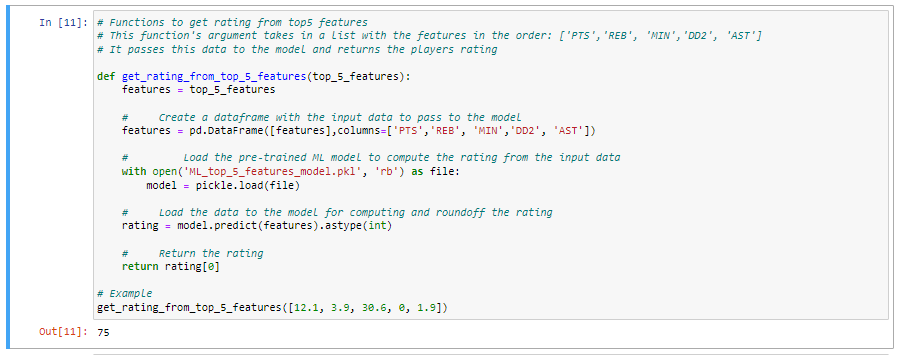 In [11]: # Functions to get rating from top5 features
# This function's argument takes in a list with the features in the order: ['PTS','REB', 'MIN','DD2', 'AST']
# It passes this data to the model and returns the players rating
def get_rating_from_top_5_features(top_5_features):
features = top_5_features
# Create a dataframe with the input data to pass to the model
features = pd.DataFrame([features],columns=['PTS','REB', 'MIN','DD2', 'AST'])
# Load the pre-trained ML model to compute the rating from the input data
with open('ML_top_5_features_model.pkl', 'rb') as file:
model = pickle.load(file)
# Load the data to the model for computing and roundoff the rating
rating = model.predict(features).astype(int)
# Return the rating
return rating[0]
# Example
get_rating_from_top_5_features([12.1, 3.9, 30.6, 0, 1.9])
Out[11]: 75